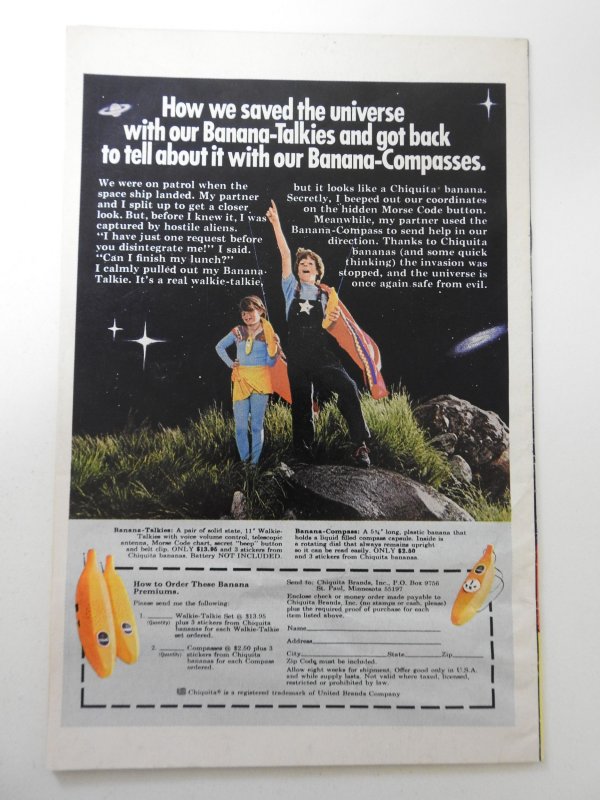 How we saved the universe
with our Banana-Talkies and got back
to tell about it with our Banana-Compasses.
We were on patrol when the
space ship landed. My partner
and I split up to get a closer
look. But, before I knew it, I was
captured by hostile aliens.
"I have just one request before
you disintegrate me!" I said.
"Can I finish my lunch?"
I calmly pulled out my Banana-
Talkie. It's a real walkie-talkie,
but it looks like a Chiquita® banana.
Secretly, I beeped out our coordinates
on the hidden Morse Code button.
Meanwhile, my partner used the
Banana-Compass to send help in our
direction. Thanks to Chiquita
bananas (and some quick
thinking) the invasion was
stopped, and the universe is
once again safe from evil.
Banana-Talkies: A pair of solid state, 11" Walkie-
Talkies with voice volume control, telescopic
antenna, Morse Code chart, secret "beep" button
and belt clip. ONLY $13.95 and 3 stickers from
Chiquita bananas. Battery NOT INCLUDED.
Banana-Compass: A 5¾" long, plastic banana that
holds a liquid filled compass capsule. Inside is
a rotating dial that always remains upright
so it can be read easily. ONLY $2.50
and 3 stickers from Chiquita bananas.
How to Order These Banana
Premiums.
Please send me the following:
1. ____ Walkie-Talkie Set @ $13.95
(Quantity) plus 3 stickers from Chiquita
bananas for each Walkie-Talkie
set ordered.
2. ____ Compasses @ $2.50 plus 3
(Quantity) stickers from Chiquita
bananas for each Compass
ordered.
Send to: Chiquita Brands, Inc., P.O. Box 9756
St. Paul, Minnesota 55197
Enclose check or money order made payable to
Chiquita Brands, Inc. (no stamps or cash, please)
plus the required proof of purchase for each
item listed above.
Name
Address
City State Zip
Zip Code must be included.
Allow eight weeks for shipment. Offer good only in U.S.A.
and while supply lasts. Not valid where taxed, licensed,
restricted or prohibited by law.
Chiquita® is a registered trademark of United Brands Company